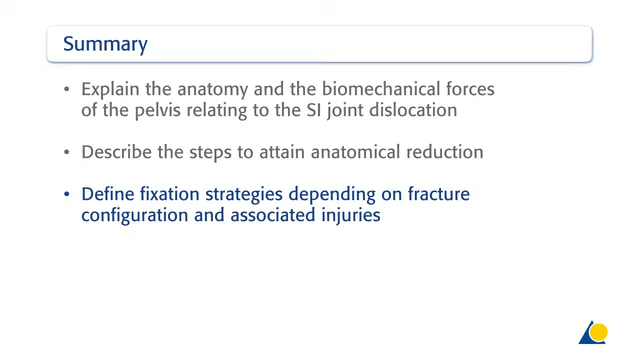 Summary
• Explain the anatomy and the biomechanical forces
of the pelvis relating to the SI joint dislocation
• Describe the steps to attain anatomical reduction
• Define fixation strategies depending on fracture
configuration and associated injuries